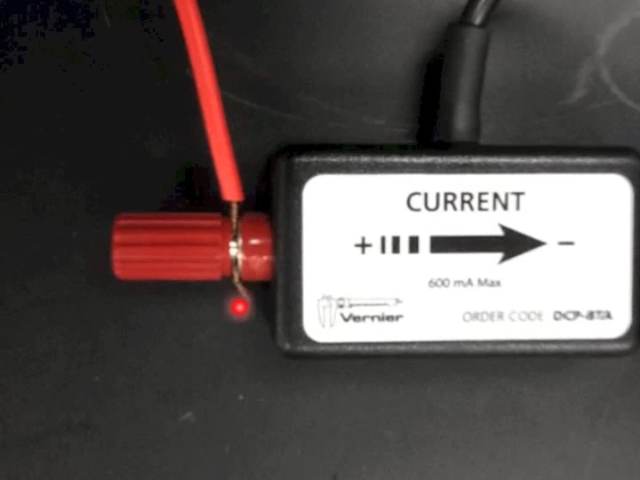 CURRENT
+ −
600 mA Max
Vernier
ORDER CODE DCP-BTA